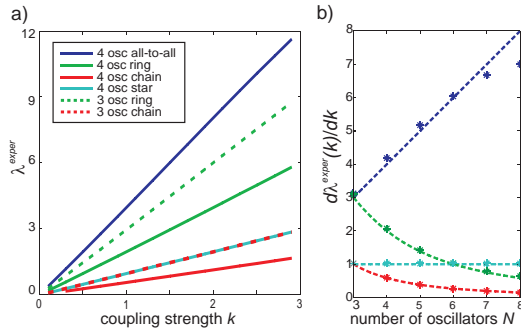 a)
4 osc all-to-all
4 osc ring
4 osc chain
4 osc star
3 osc ring
3 osc chain
12
9
6
3
0
λ^exper
0 1 2 3
coupling strength k
b)
8
7
6
5
4
3
2
1
0
dλ^exper(k)/dk
3 4 5 6 7 8
number of oscillators N